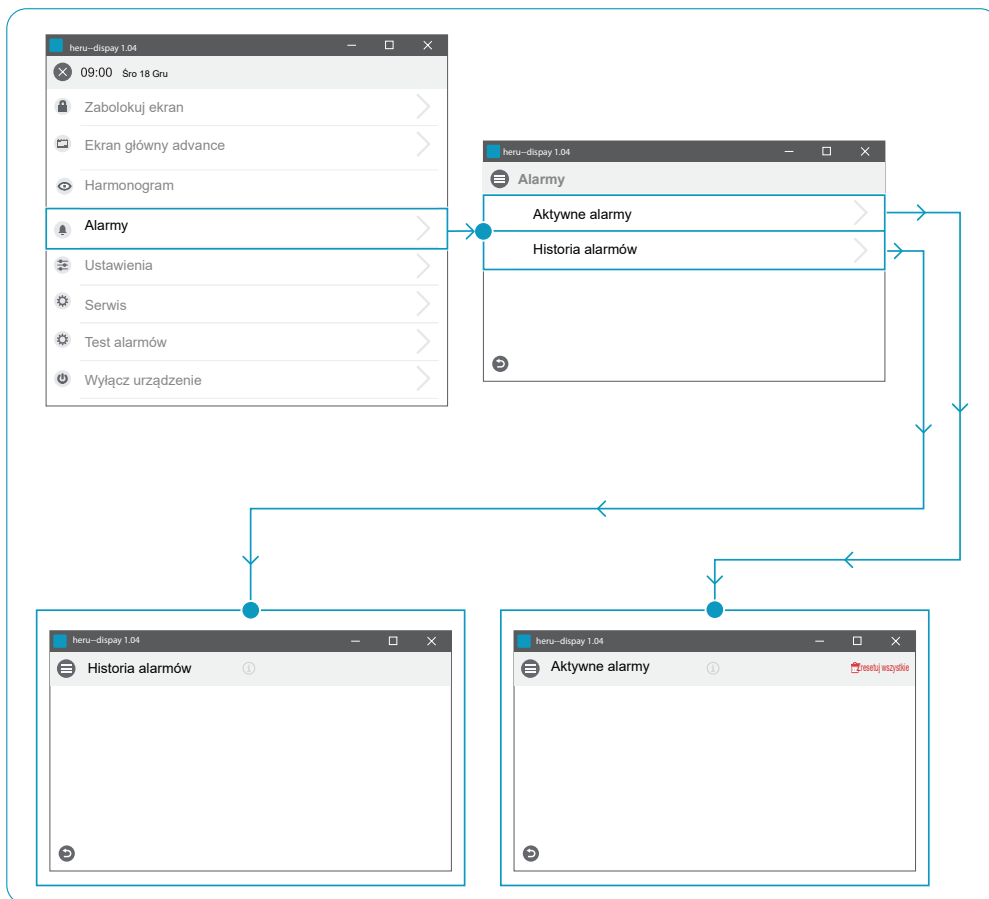 heru--dispay 1.04
09:00 Śro 18 Gru
Zabolokuj ekran
Ekran główny advance
Harmonogram
Alarmy
Ustawienia
Serwis
Test alarmów
Wyłącz urządzenie
heru--dispay 1.04
Alarmy
Aktywne alarmy
Historia alarmów
heru--dispay 1.04
Historia alarmów
heru--dispay 1.04
Aktywne alarmy
Zresetuj wszystkie